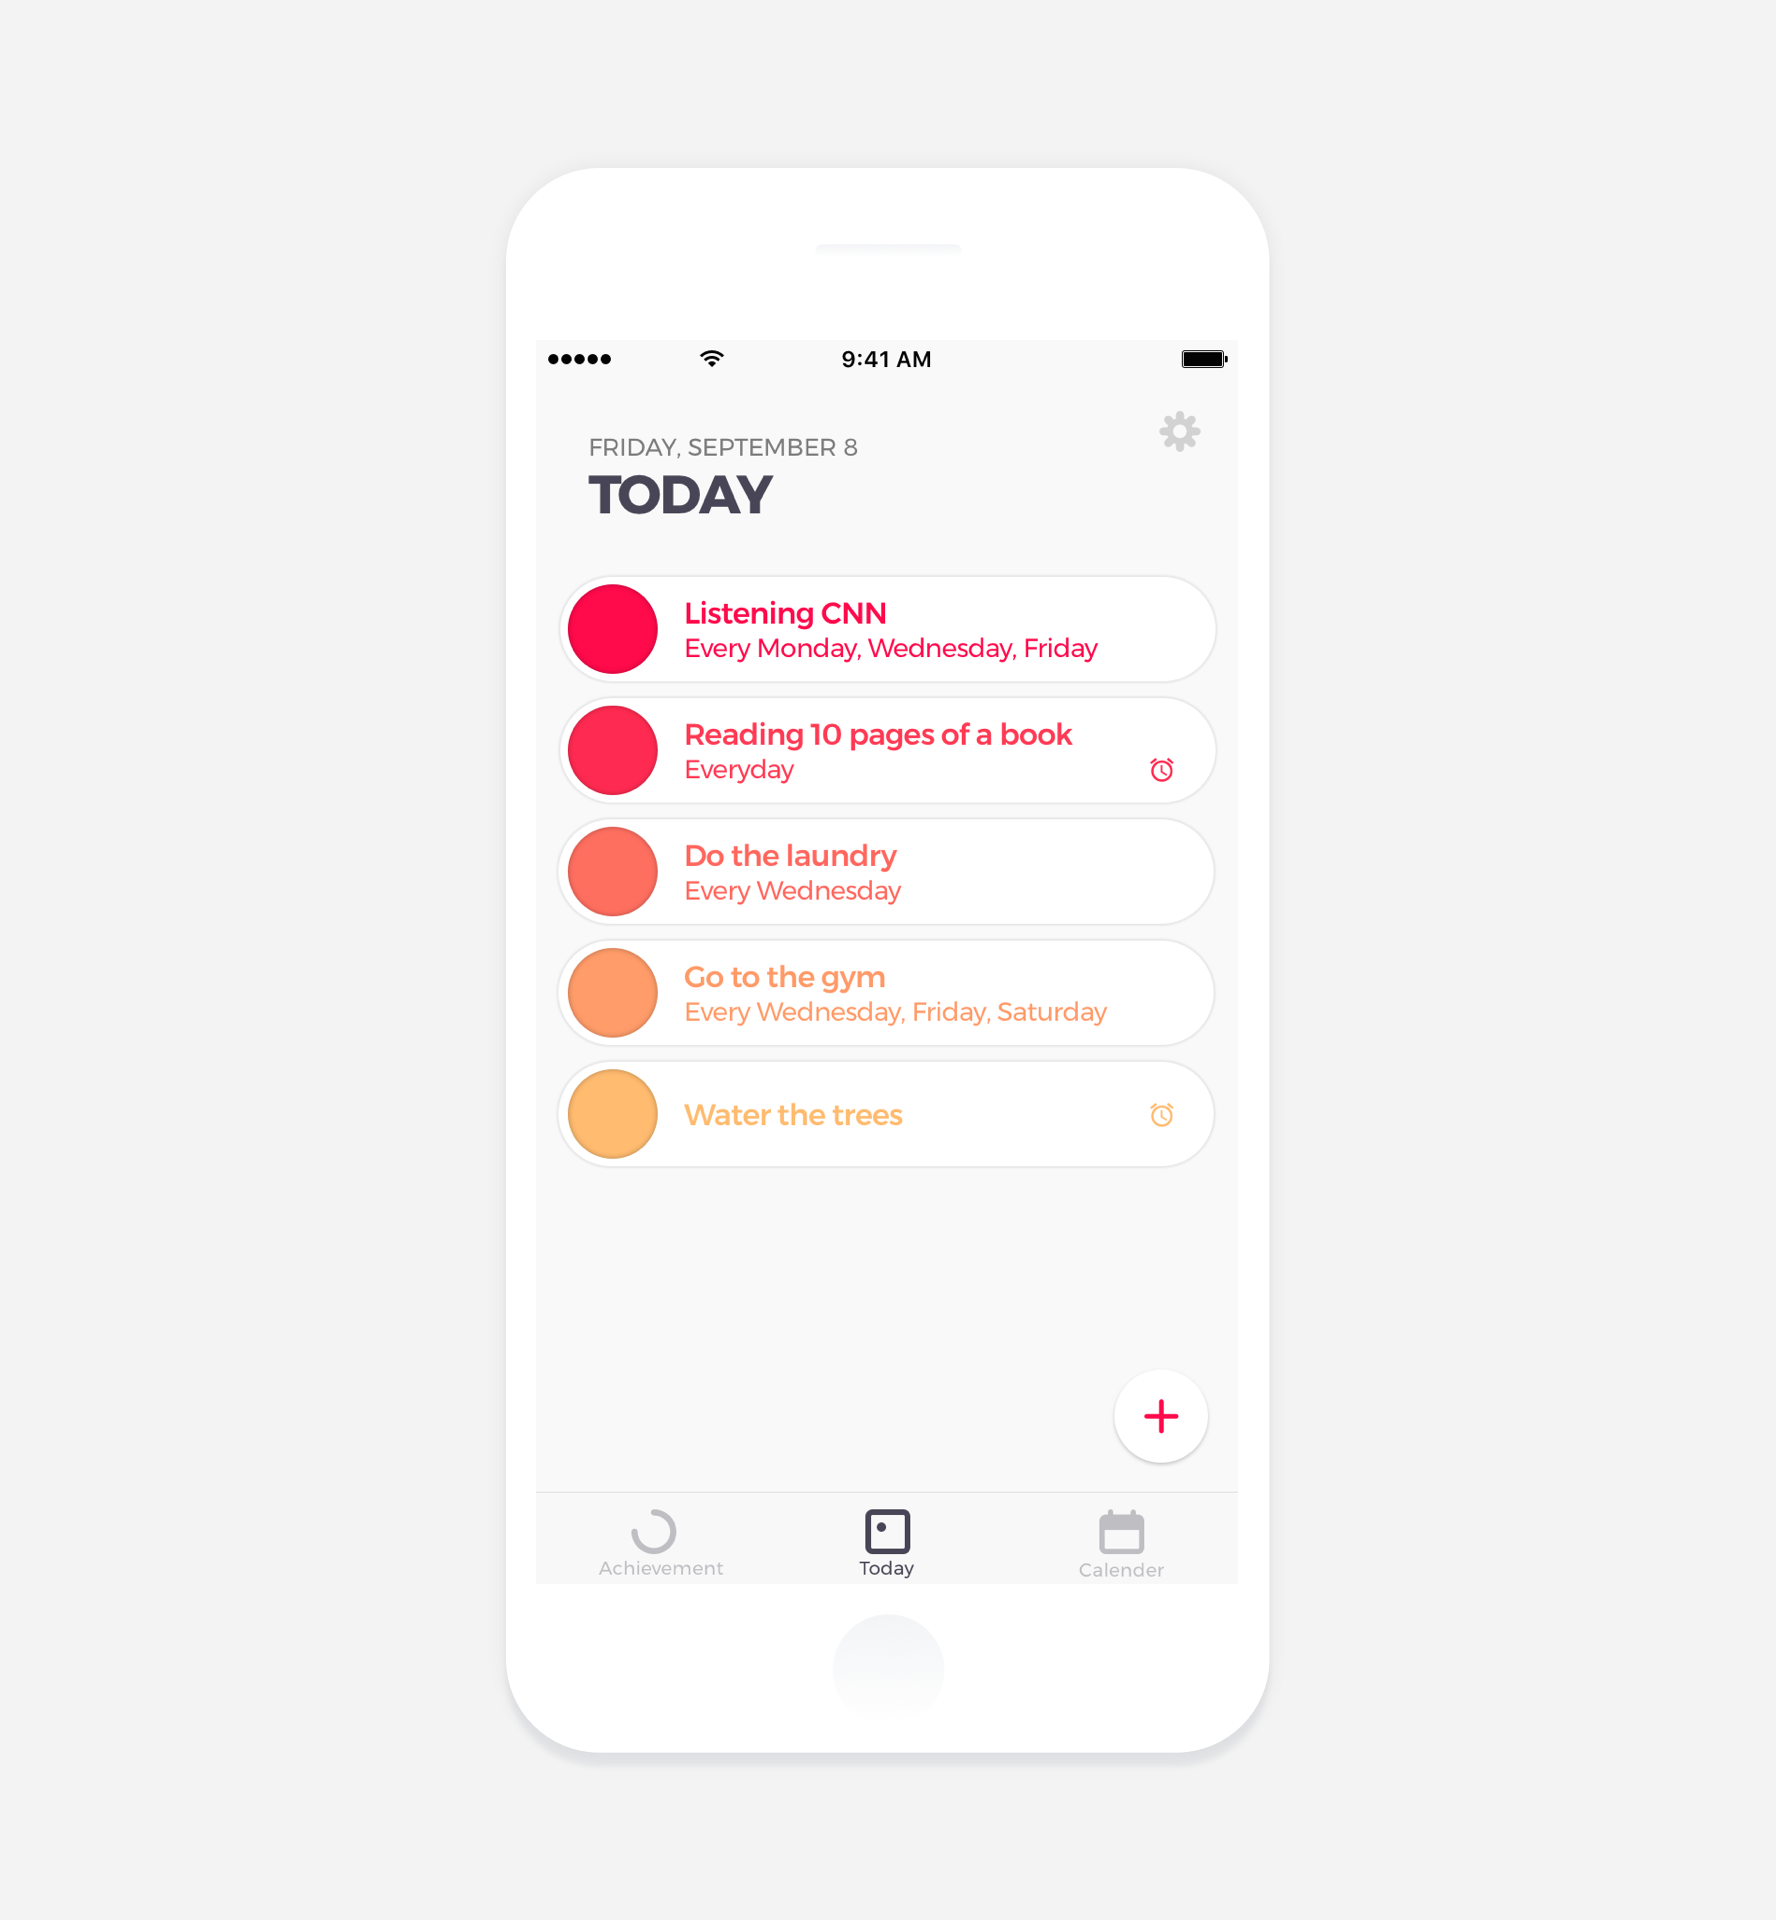 9:41 AM
FRIDAY, SEPTEMBER 8
TODAY
Listening CNN
Every Monday, Wednesday, Friday
Reading 10 pages of a book
Everyday
Do the laundry
Every Wednesday
Go to the gym
Every Wednesday, Friday, Saturday
Water the trees
Achievement
Today
Calender